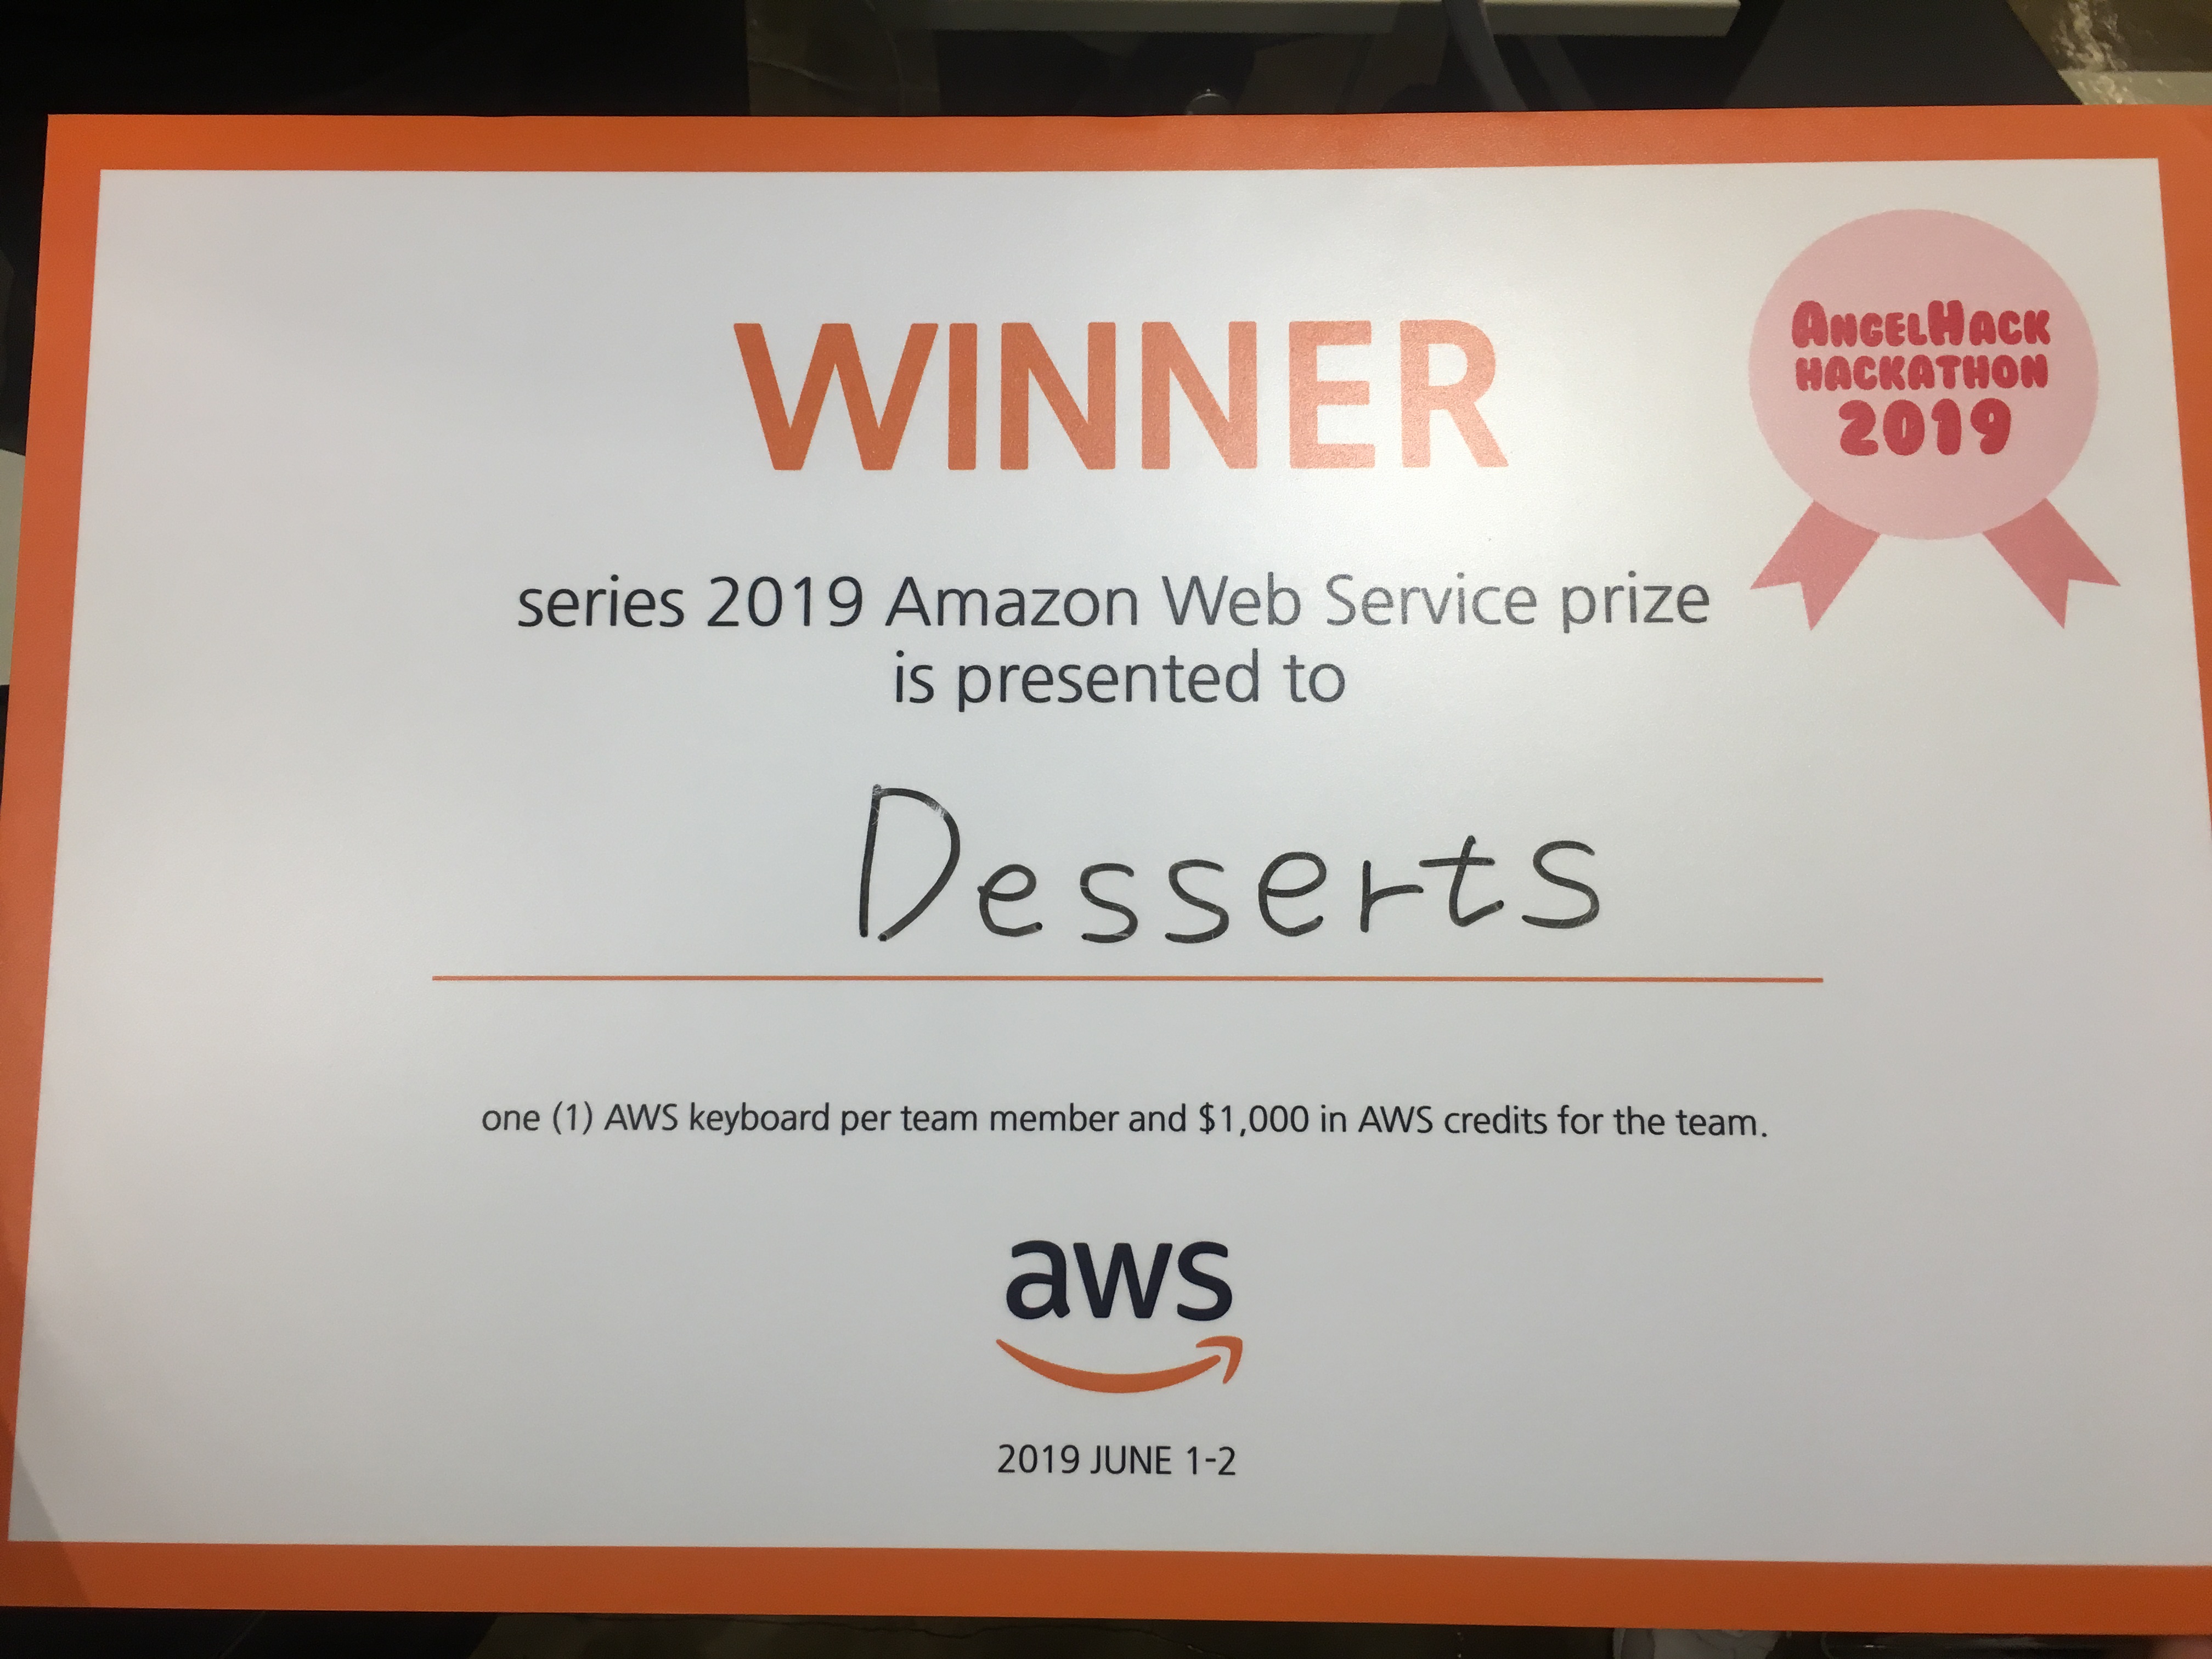 WINNER
ANGELHACK
HACKATHON
2019
series 2019 Amazon Web Service prize
is presented to
Desserts
one (1) AWS keyboard per team member and $1,000 in AWS credits for the team.
aws
2019 JUNE 1-2